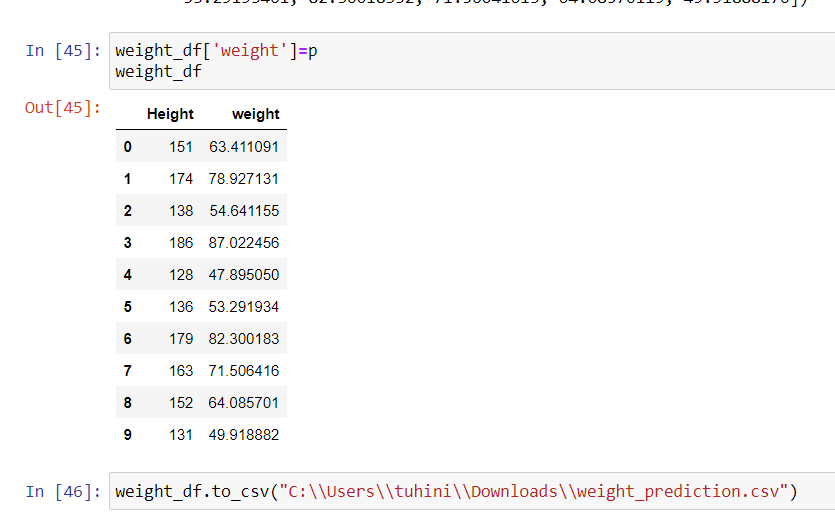 In [45]: weight_df['weight']=p
weight_df
Out[45]:
Height weight
0 151 63.411091
1 174 78.927131
2 138 54.641155
3 186 87.022456
4 128 47.895050
5 136 53.291934
6 179 82.300183
7 163 71.506416
8 152 64.085701
9 131 49.918882
In [46]: weight_df.to_csv("C:\\Users\\tuhini\\Downloads\\weight_prediction.csv")